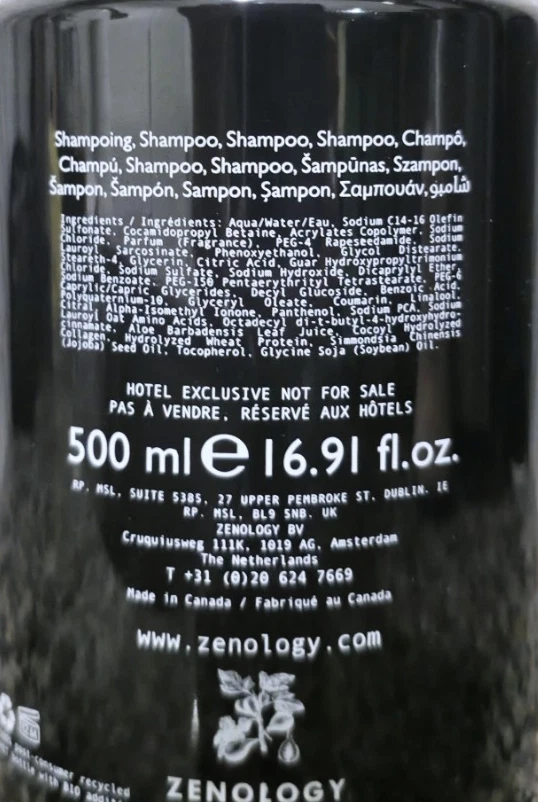 Shampoing, Shampoo, Shampoo, Shampoo, Champô,
Champú, Shampoo, Shampoo, Šampūnas, Szampon,
Šampon, Šampón, Sampon, Şampon, Σαμπουάν, شامبو
Ingredients / Ingrédients: Aqua/Water/Eau, Sodium C14-16 Olefin
Sulfonate, Cocamidopropyl Betaine, Acrylates Copolymer, Sodium
Chloride, Parfum (Fragrance), PEG-4 Rapeseedamide, Sodium
Lauroyl Sarcosinate, Phenoxyethanol, Glycol Distearate,
Steareth-4, Glycerin, Citric Acid, Guar Hydroxypropyltrimonium
Chloride, Sodium Sulfate, Sodium Hydroxide, Dicaprylyl Ether,
Sodium Benzoate, PEG-150 Pentaerythrityl Tetrastearate, PEG-6
Caprylic/Capric Glycerides, Decyl Glucoside, Benzoic Acid,
Polyquaternium-10, Glyceryl Oleate, Coumarin, Linalool,
Citral, Alpha-Isomethyl Ionone, Panthenol, Sodium PCA, Sodium
Lauroyl Oat Amino Acids, Octadecyl di-t-butyl-4-hydroxyhydro-
cinnamate, Aloe Barbadensis Leaf Juice, Cocoyl Hydrolyzed
Collagen, Hydrolyzed Wheat Protein, Simmondsia Chinensis
(Jojoba) Seed Oil, Tocopherol, Glycine Soja (Soybean) Oil.
HOTEL EXCLUSIVE NOT FOR SALE
PAS À VENDRE, RÉSERVÉ AUX HÔTELS
500 ml e 16.91 fl.oz.
RP. MSL, SUITE 5385, 27 UPPER PEMBROKE ST, DUBLIN, IE
RP. MSL, BL9 5NB, UK
ZENOLOGY BV
Cruquiusweg 111K, 1019 AG, Amsterdam
The Netherlands
T +31 (0)20 624 7669
Made in Canada / Fabriqué au Canada
www.zenology.com
post-consumer recycled
bottle with BIO
ZENOLOGY